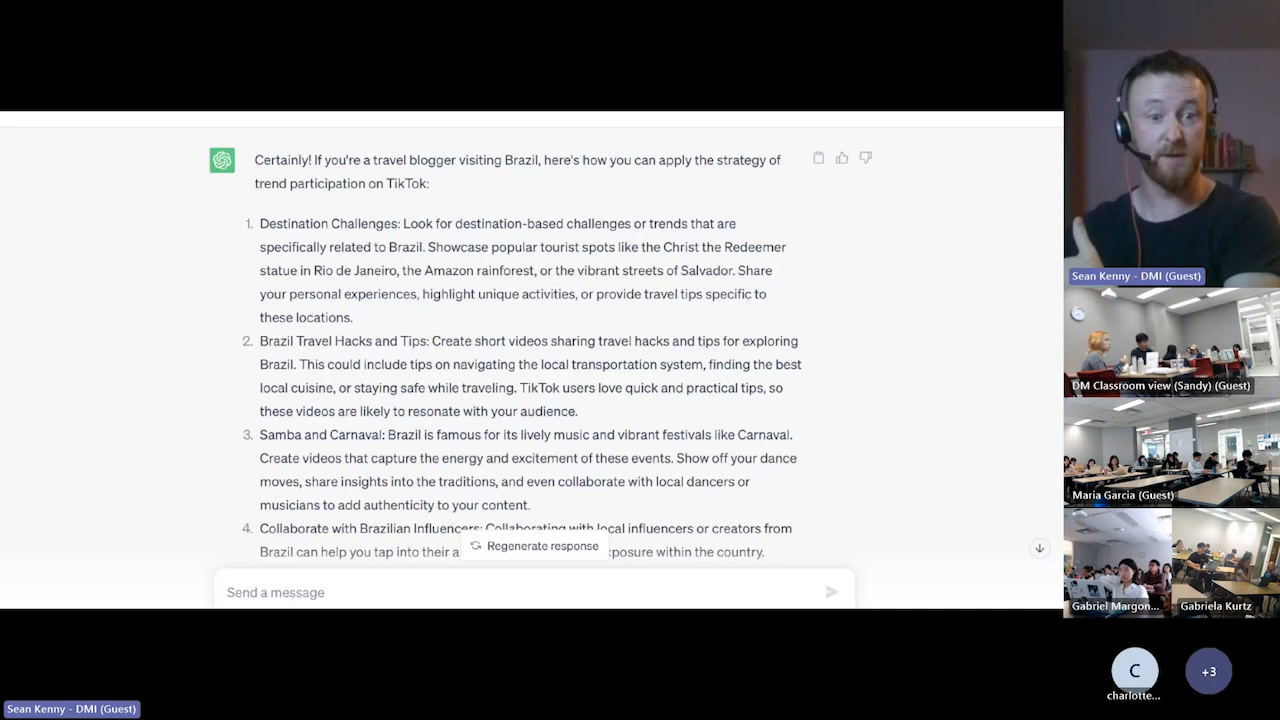 Certainly! If you're a travel blogger visiting Brazil, here's how you can apply the strategy of
trend participation on TikTok:
1. Destination Challenges: Look for destination-based challenges or trends that are
specifically related to Brazil. Showcase popular tourist spots like the Christ the Redeemer
statue in Rio de Janeiro, the Amazon rainforest, or the vibrant streets of Salvador. Share
your personal experiences, highlight unique activities, or provide travel tips specific to
these locations.
2. Brazil Travel Hacks and Tips: Create short videos sharing travel hacks and tips for exploring
Brazil. This could include tips on navigating the local transportation system, finding the best
local cuisine, or staying safe while traveling. TikTok users love quick and practical tips, so
these videos are likely to resonate with your audience.
3. Samba and Carnaval: Brazil is famous for its lively music and vibrant festivals like Carnaval.
Create videos that capture the energy and excitement of these events. Show off your dance
moves, share insights into the traditions, and even collaborate with local dancers or
musicians to add authenticity to your content.
4. Collaborate with Brazilian Influencers: Collaborating with local influencers or creators from
Brazil can help you tap into their a
xposure within the country.
Regenerate response
Send a message
Sean Kenny - DMI (Guest)
DM Classroom view (Sandy) (Guest)
Maria Garcia (Guest)
Gabriel Margon...
Gabriela Kurtz
C
charlotte...
+3
Sean Kenny - DMI (Guest)